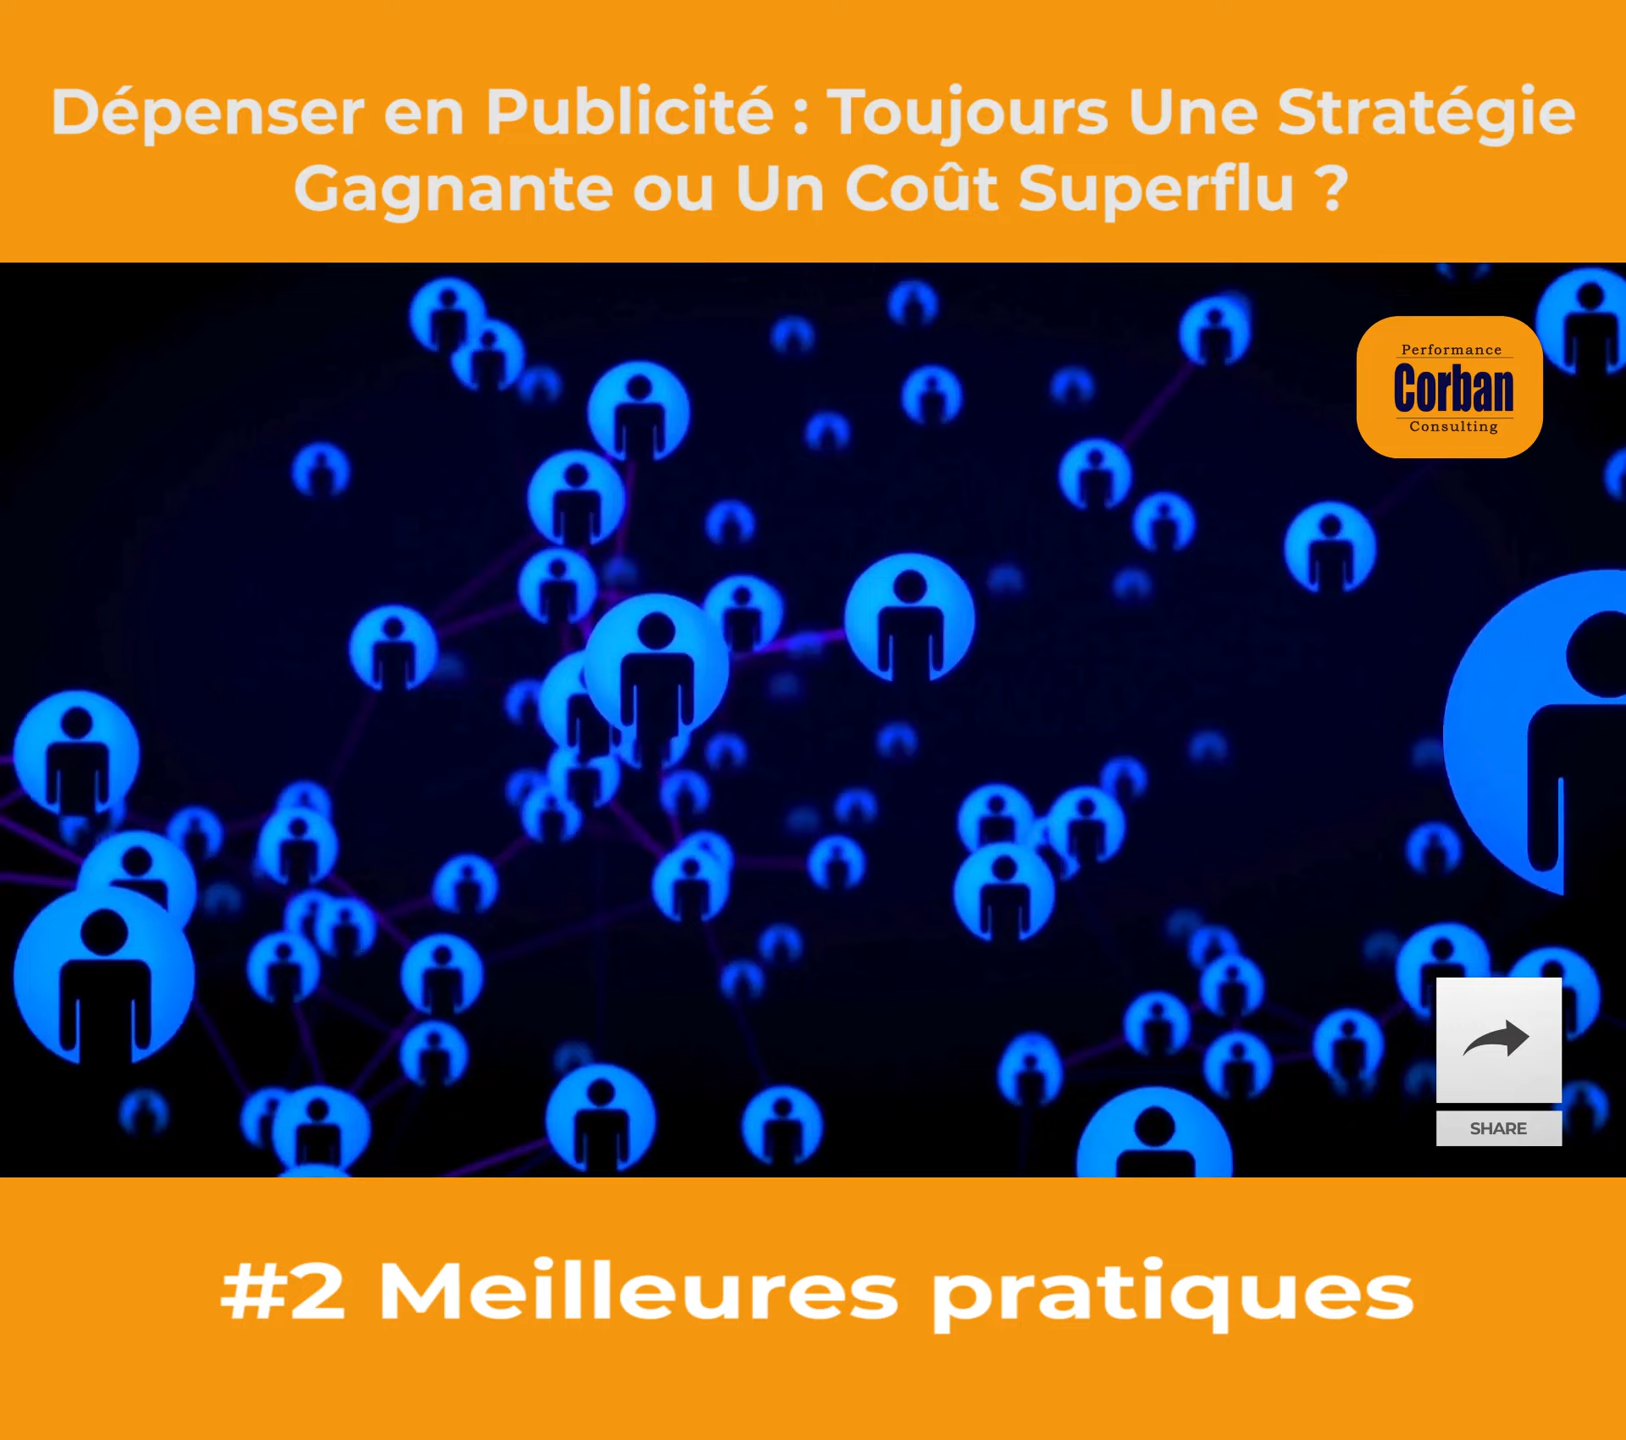 Dépenser en Publicité : Toujours Une Stratégie
Gagnante ou Un Coût Superflu ?
Performance
Corban
Consulting
SHARE
#2 Meilleures pratiques